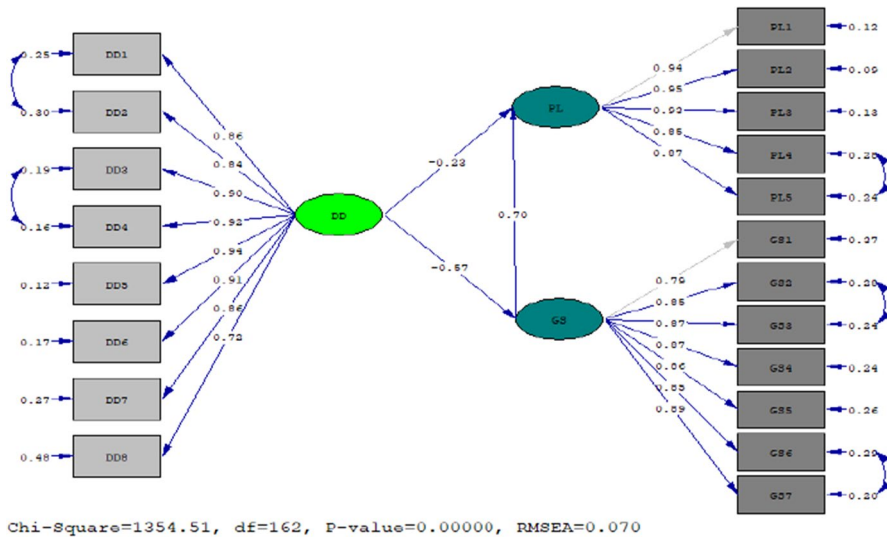 0.25 DD1
0.30 DD2
0.19 DD3
0.16 DD4
0.12 DD5
0.17 DD6
0.27 DD7
0.48 DD8
0.86
0.84
0.90
0.92
0.94
0.91
0.86
0.72
DD
-0.23
-0.57
0.70
PL
GS
0.94
0.95
0.93
0.85
0.87
0.79
0.85
0.87
0.87
0.86
0.85
0.89
PL1 0.12
PL2 0.09
PL3 0.13
PL4 0.28
PL5 0.24
GS1 0.37
GS2 0.28
GS3 0.24
GS4 0.24
GS5 0.26
GS6 0.29
GS7 0.20
Chi-Square=1354.51, df=162, P-value=0.00000, RMSEA=0.070